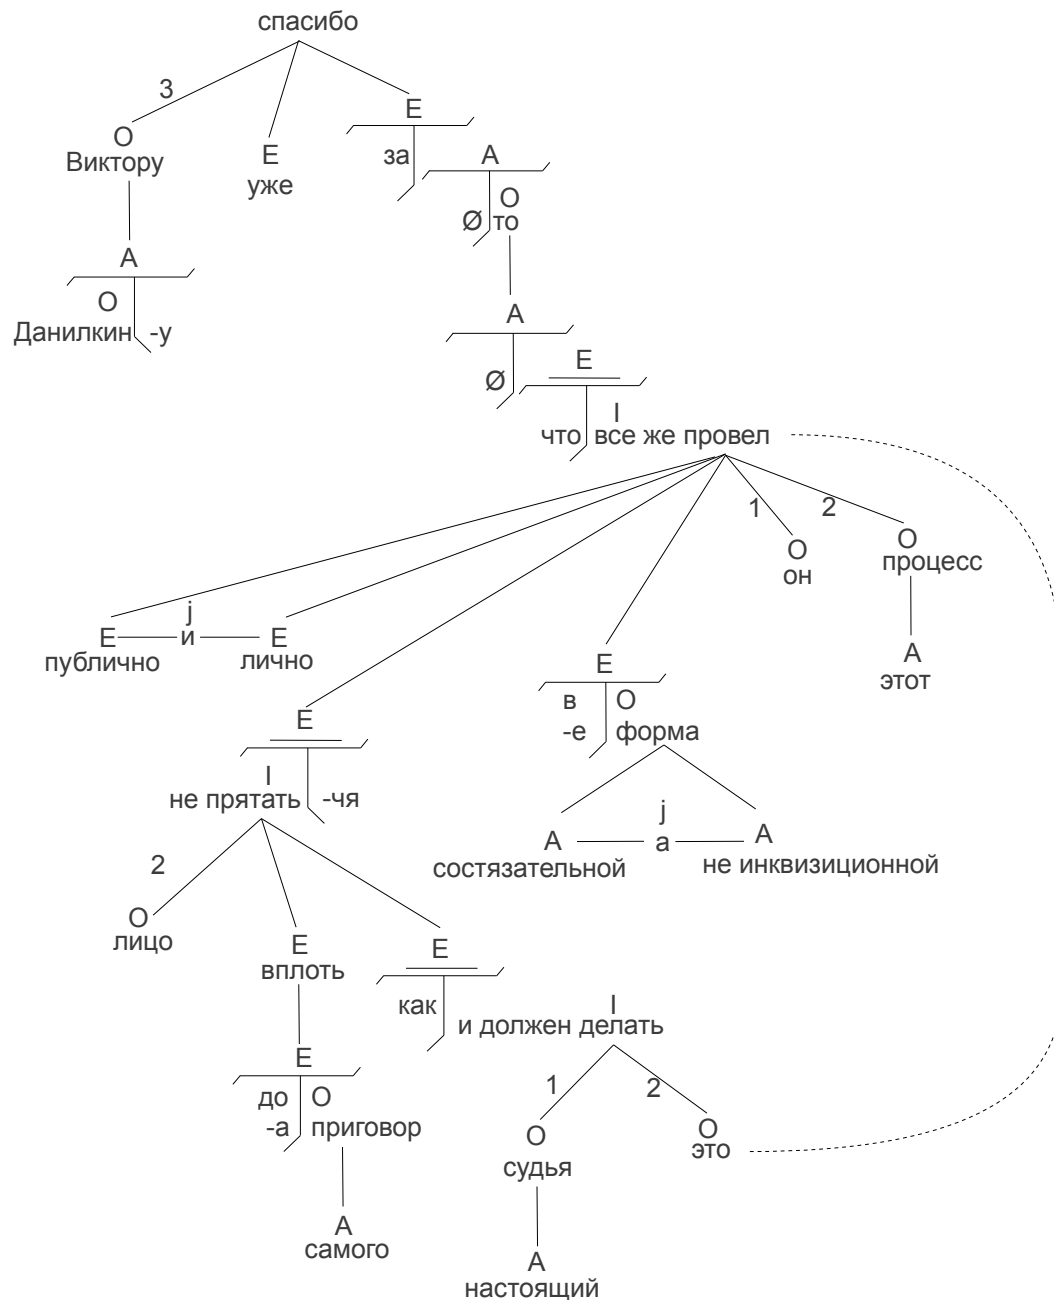 спасибо
3
E
O
за
A
Виктору
E
уже
O
Ø то
A
O
Данилкин -у
A
Ø
E
I
что все же провел
1
2
O
он
O
процесс
j
E и E
публично лично
A
этот
E
E
в O
-е форма
I
не прятать -чя
j
A а A
состязательной не инквизиционной
2
O
лицо
E
вплоть
E
как
I
и должен делать
E
до O
-а приговор
1
2
O
судья
O
это
A
самого
A
настоящий